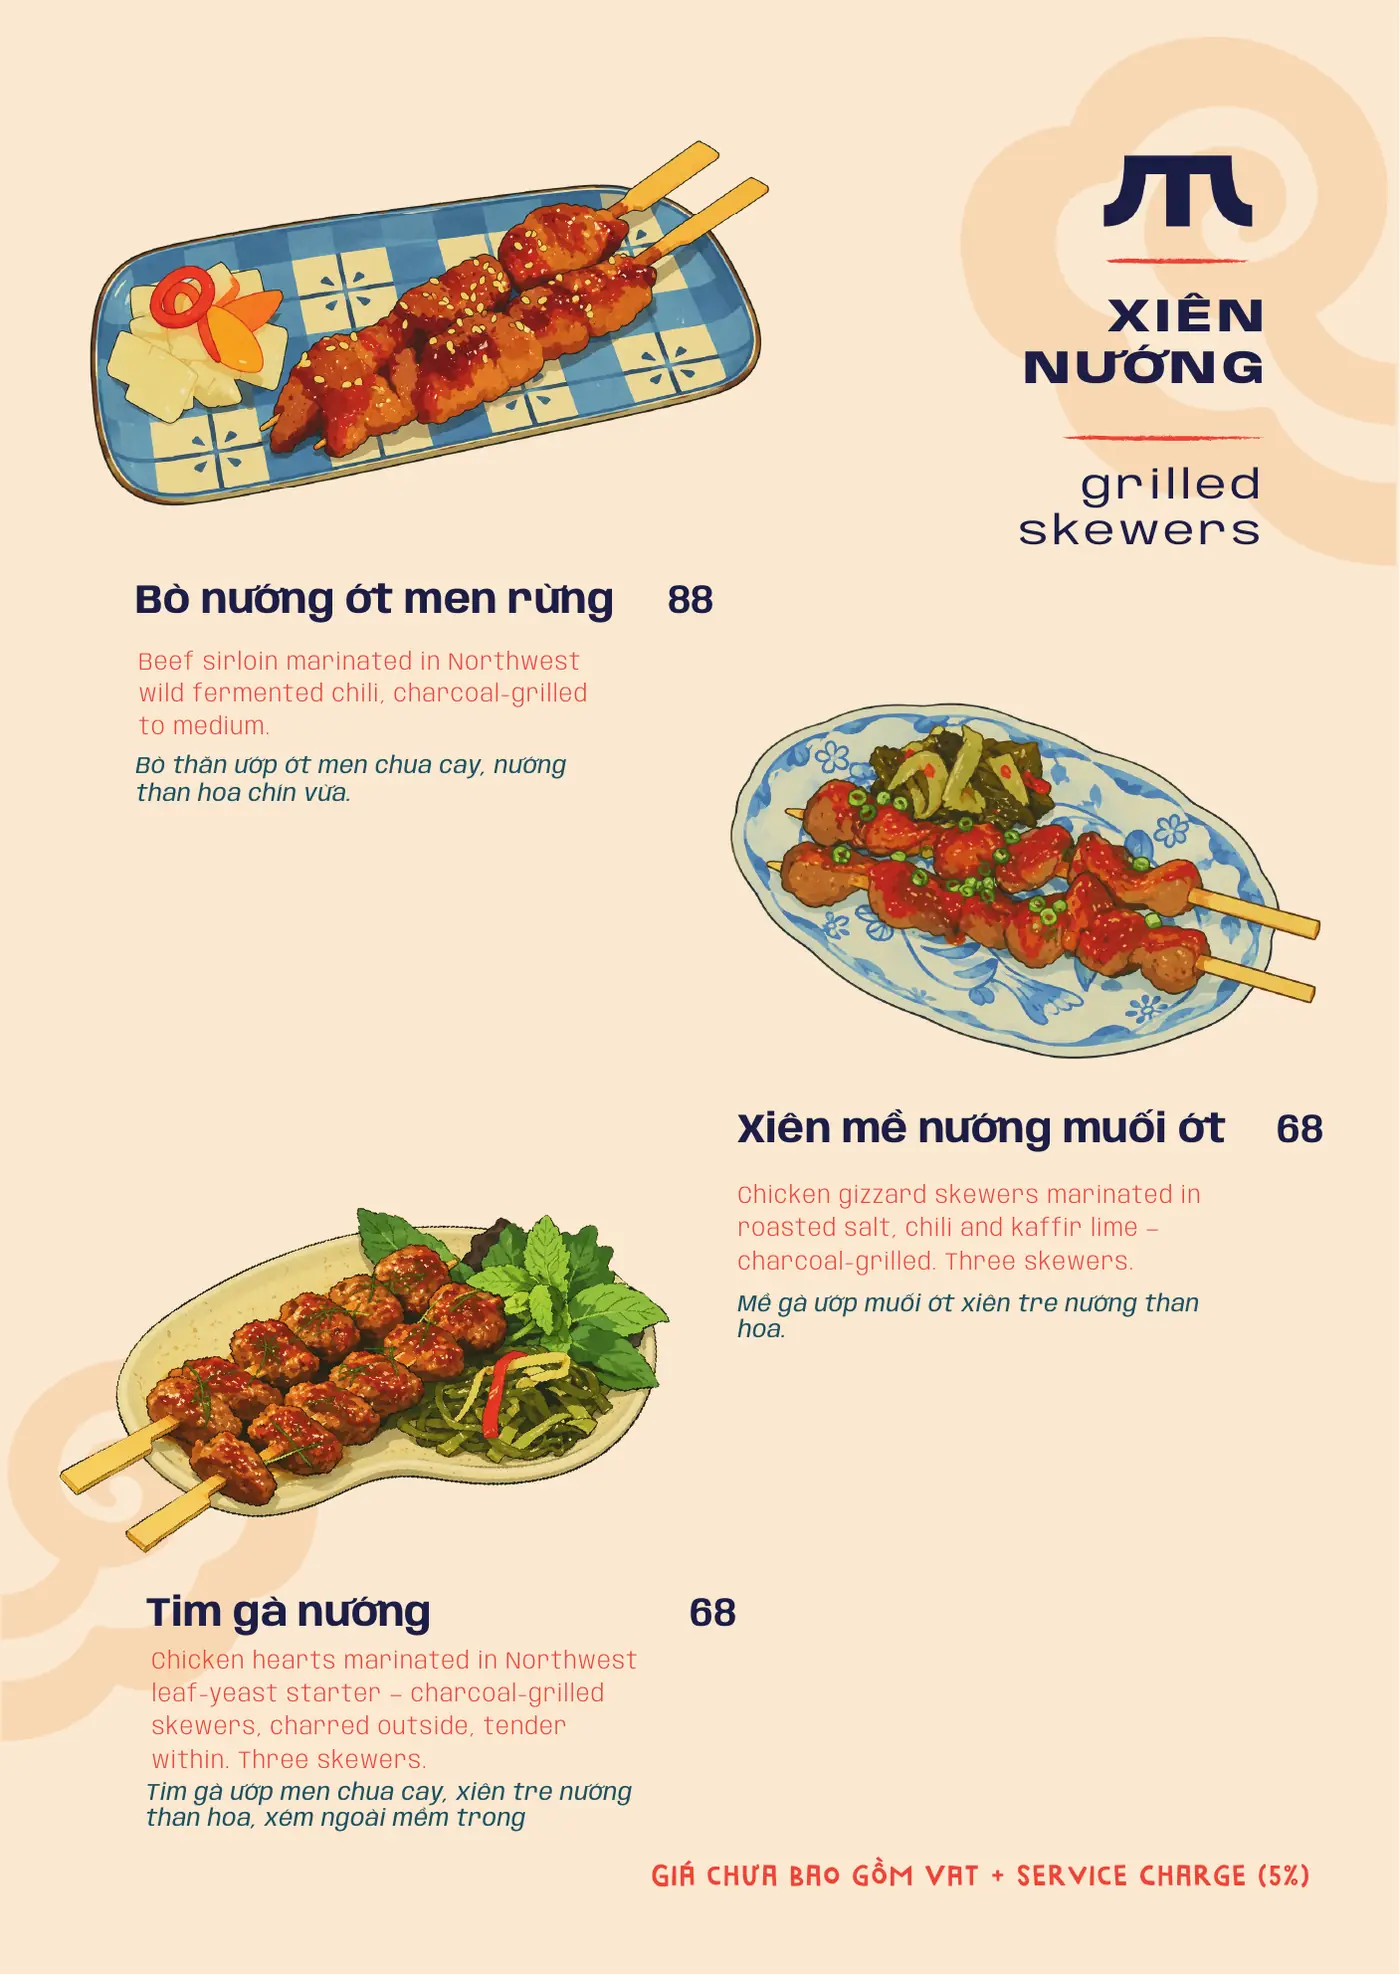 XIÊN
NƯỚNG
grilled
skewers
Bò nướng ớt men rừng 88
Beef sirloin marinated in Northwest
wild fermented chili, charcoal-grilled
to medium.
Bò thăn ướp ớt men chua cay, nướng
than hoa chín vừa.
Xiên mề nướng muối ớt 68
Chicken gizzard skewers marinated in
roasted salt, chili and kaffir lime –
charcoal-grilled. Three skewers.
Mề gà ướp muối ớt xiên tre nướng than
hoa.
Tim gà nướng 68
Chicken hearts marinated in Northwest
leaf-yeast starter – charcoal-grilled
skewers, charred outside, tender
within. Three skewers.
Tim gà ướp men chua cay, xiên tre nướng
than hoa, xém ngoài mềm trong
GIÁ CHƯA BAO GỒM VAT + SERVICE CHARGE (5%)